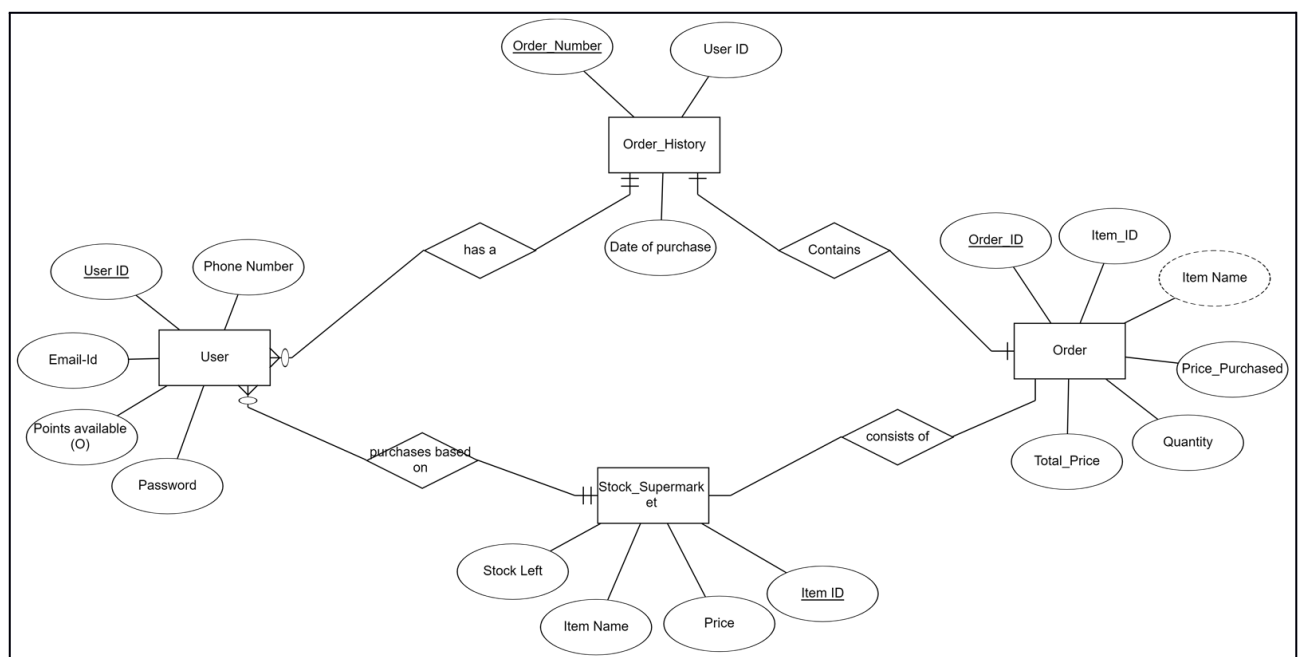 Order_Number
User ID
Order_History
Date of purchase
has a
Contains
User ID
Phone Number
Email-Id
User
Points available
(O)
Password
Order_ID
Item_ID
Item Name
Order
Price_Purchased
Quantity
Total_Price
purchases based
on
consists of
Stock_Supermark
et
Stock Left
Item Name
Price
Item ID